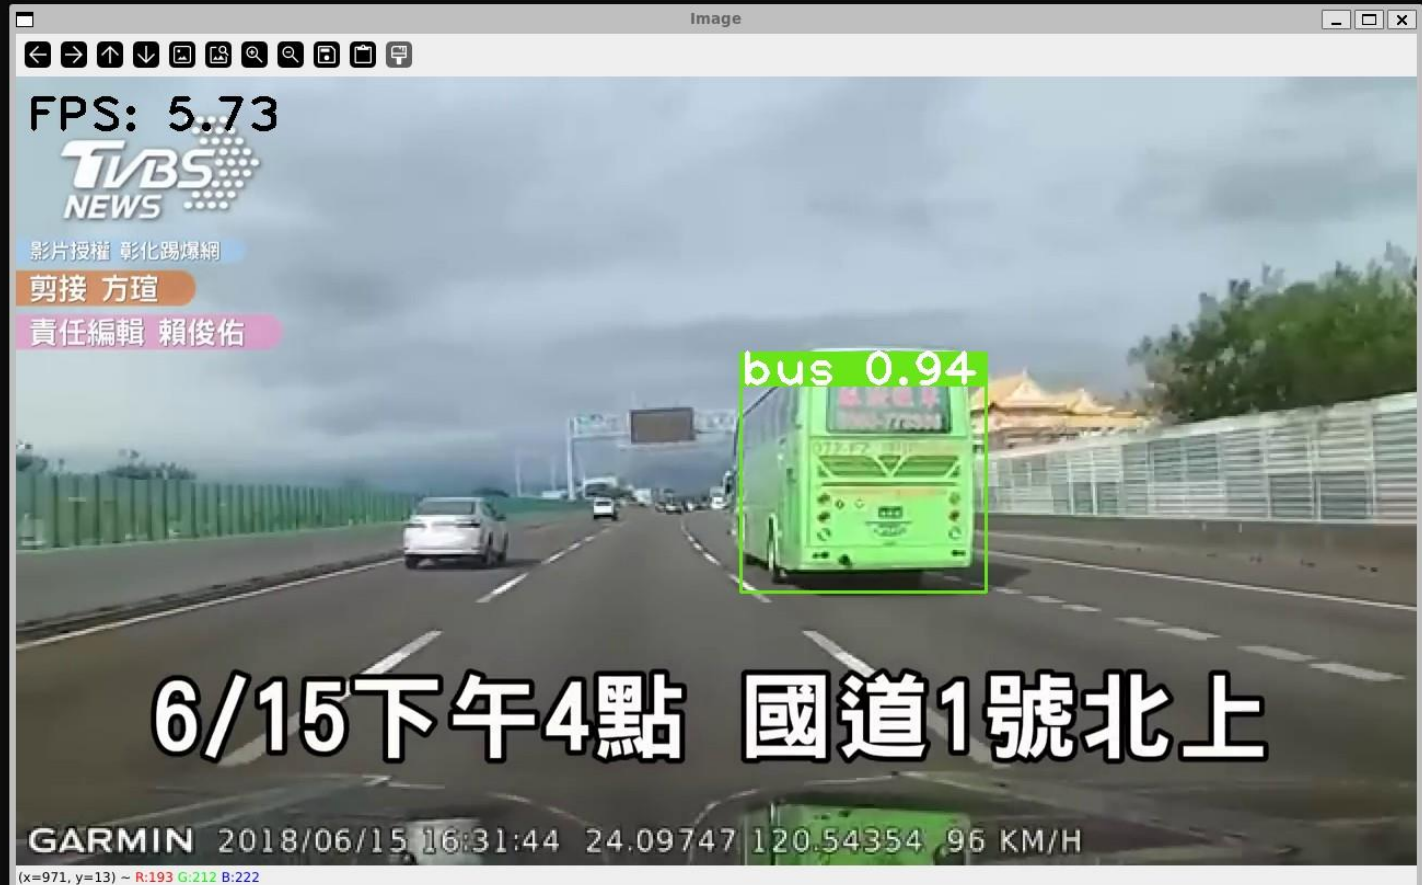 Image
FPS: 5.73
TVBS
NEWS
影片授權 彰化踢爆網
剪接 方瑄
責任編輯 賴俊佑
bus 0.94
6/15下午4點 國道1號北上
GARMIN 2018/06/15 16:31:44 24.09747 120.54354 96 KM/H
(x=971, y=13) ~ R:193 G:212 B:222